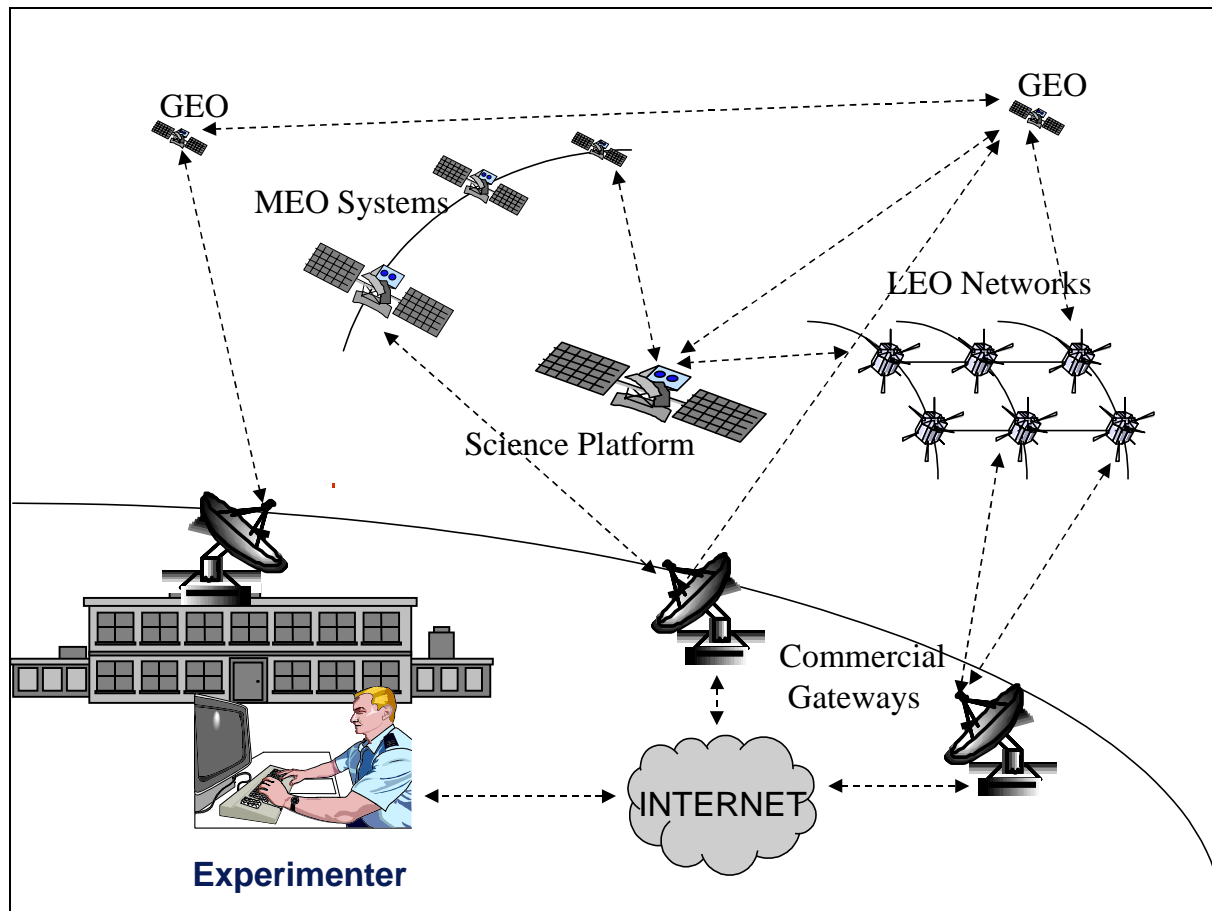 GEO
GEO
MEO Systems
LEO Networks
Science Platform
Commercial
Gateways
INTERNET
Experimenter